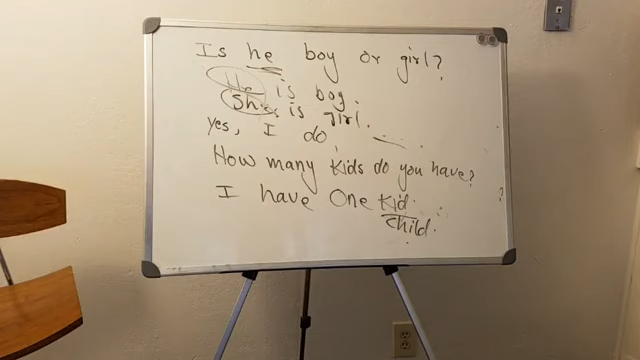 Is he boy or girl?
He is boy.
She is girl.
Yes, I do
How many kids do you have?
I have One kid.
child.